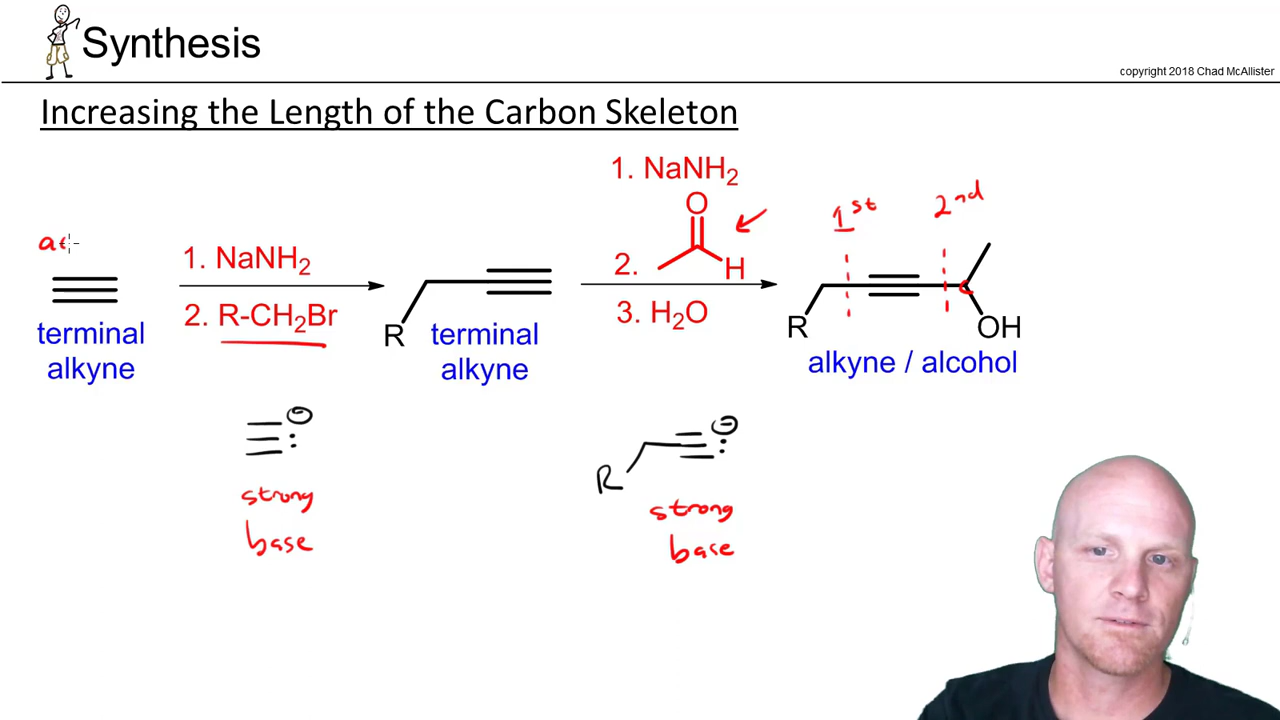 Synthesis
copyright 2018 Chad McAllister
Increasing the Length of the Carbon Skeleton
1. NaNH2
O
2. H
3. H2O
1st
2nd
1. NaNH2
2. R-CH2Br
terminal
alkyne
R
terminal
alkyne
R
OH
alkyne / alcohol
strong
base
R
strong
base